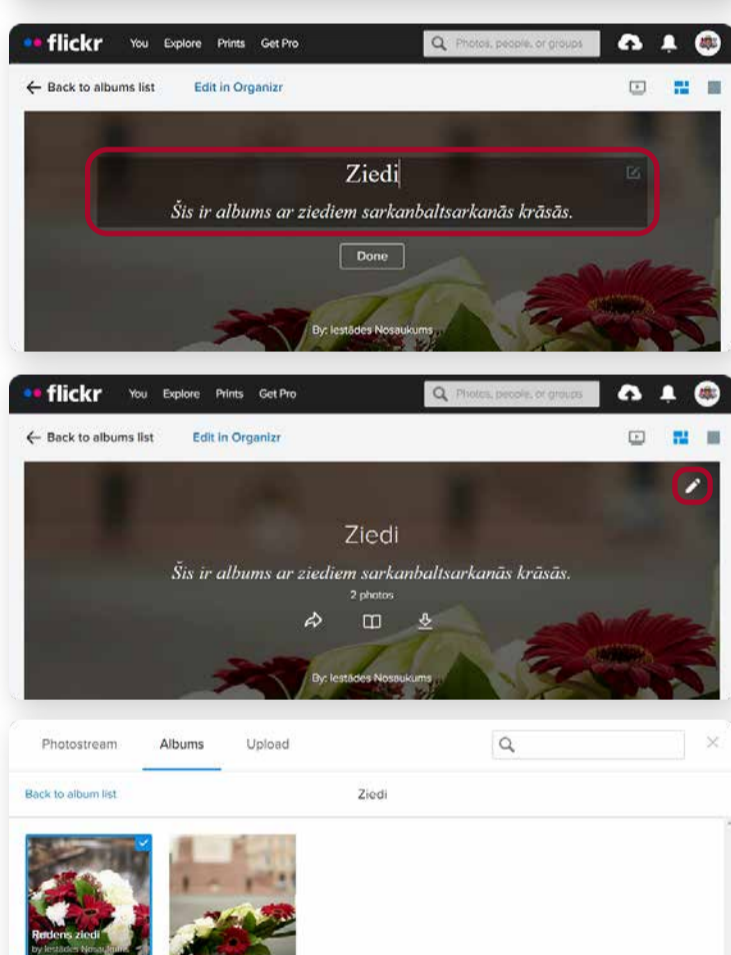 flickr You Explore Prints Get Pro Photos, people, or groups
← Back to albums list Edit in Organizr
Ziedi
Šis ir albums ar ziediem sarkanbaltsarkanās krāsās.
Done
By: Iestādes Nosaukums
flickr You Explore Prints Get Pro Photos, people, or groups
← Back to albums list Edit in Organizr
Ziedi
Šis ir albums ar ziediem sarkanbaltsarkanās krāsās.
2 photos
By: Iestādes Nosaukums
Photostream Albums Upload
Back to album list Ziedi
Rudens ziedi
by Iestādes Nosaukums